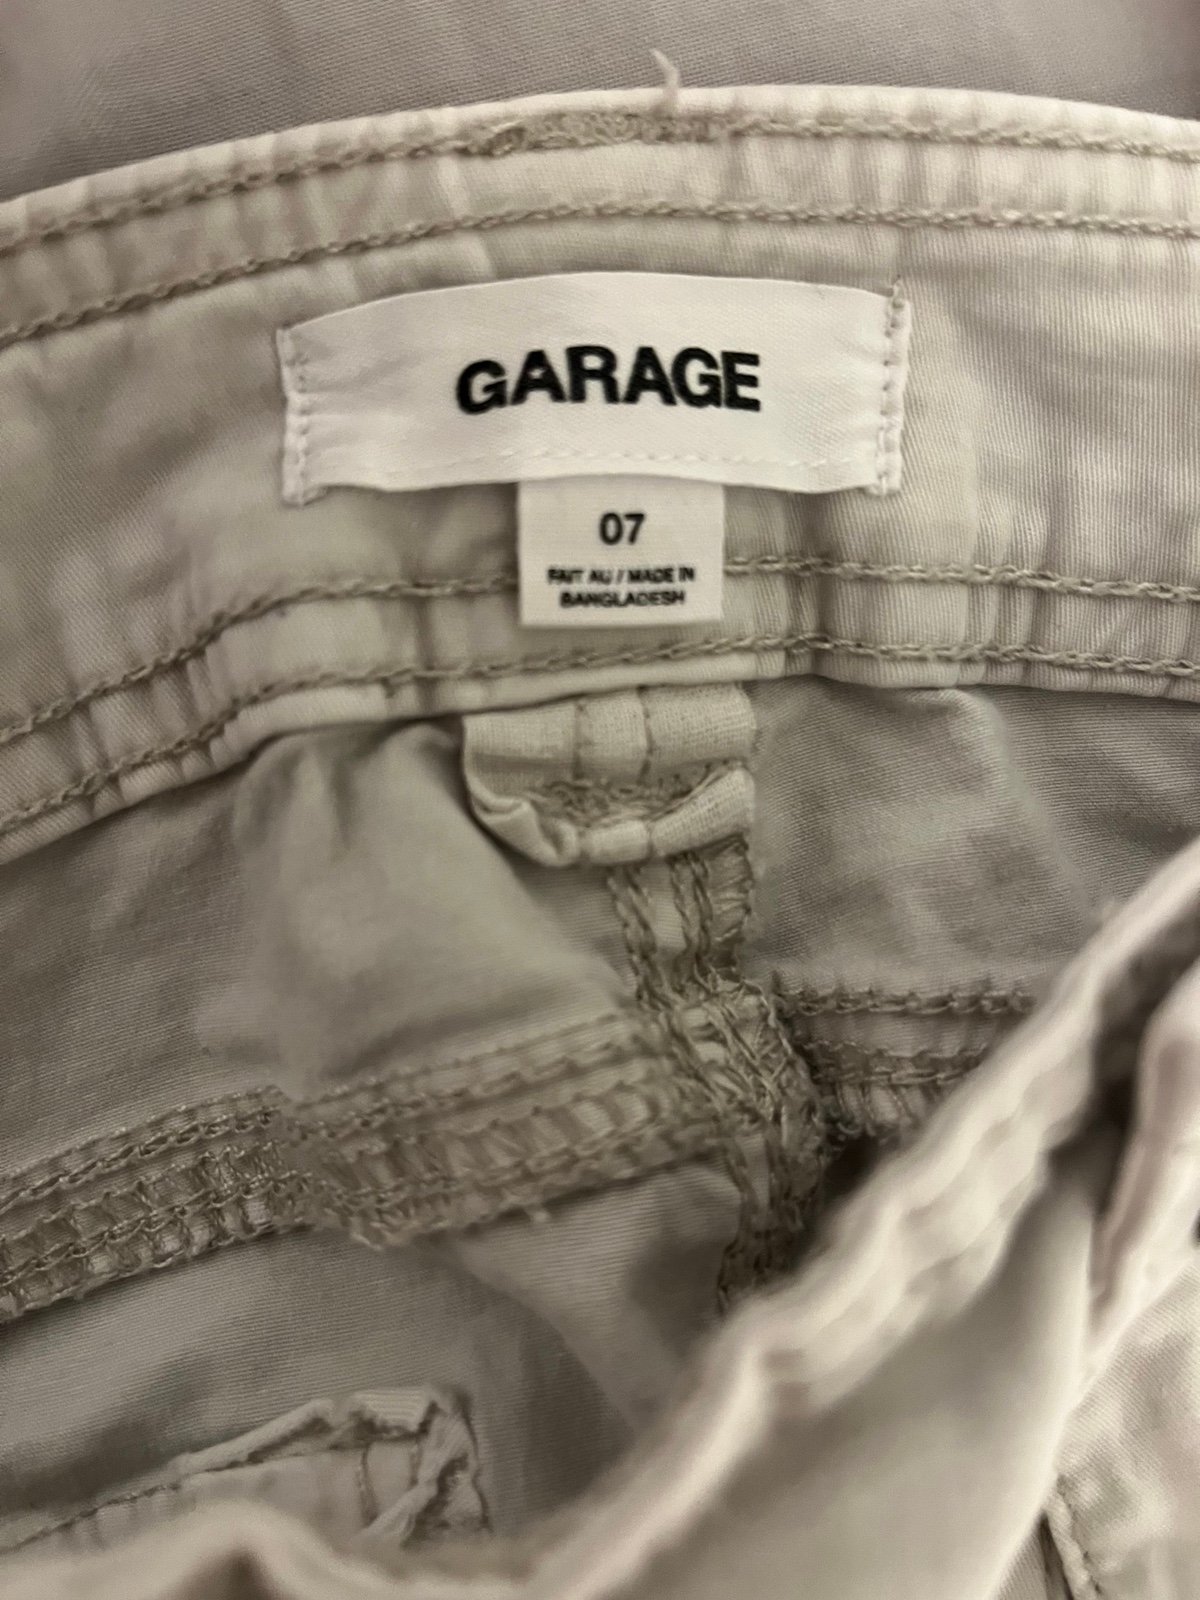 GARAGE
07
FAIT AU / MADE IN
BANGLADESH